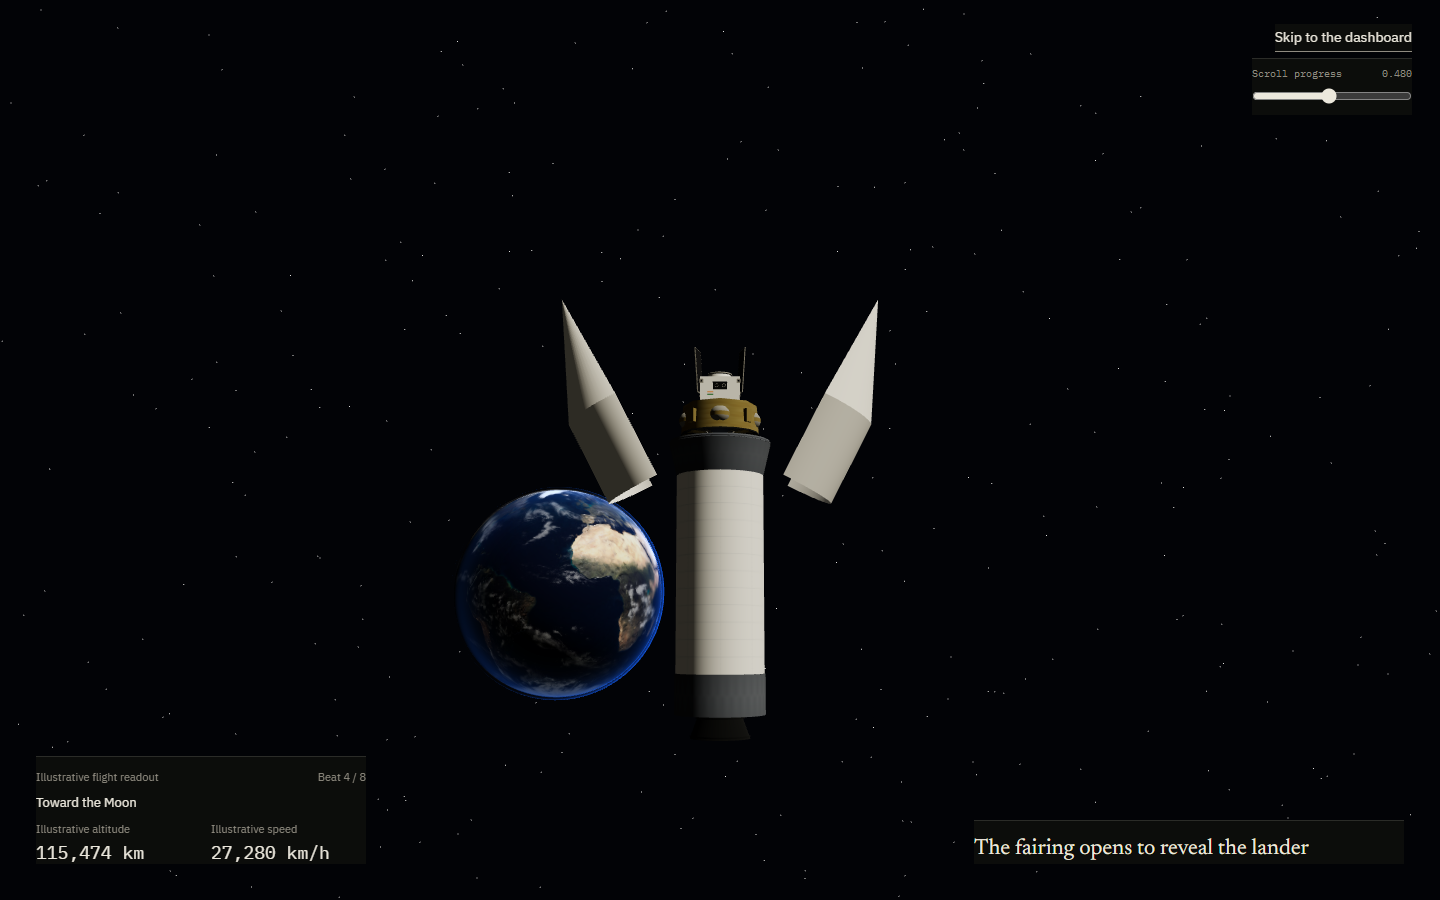 Skip to the dashboard
Scroll progress 0.480
Illustrative flight readout Beat 4 / 8
Toward the Moon
Illustrative altitude Illustrative speed
115,474 km 27,280 km/h
The fairing opens to reveal the lander